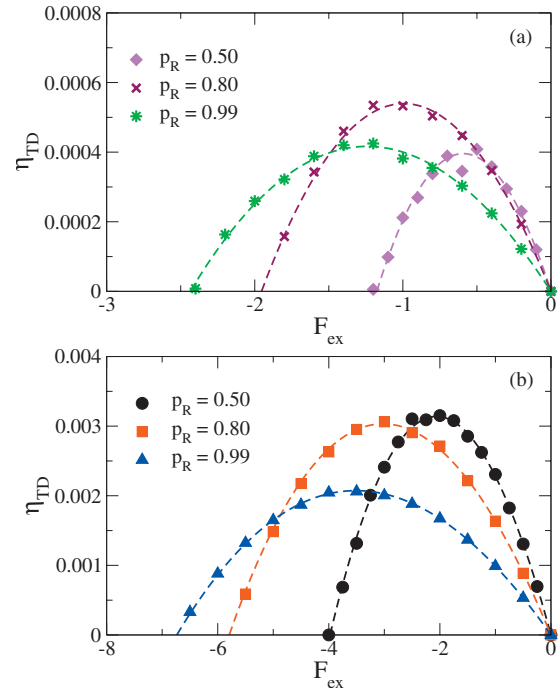 0.0008
(a)
p_R = 0.50
p_R = 0.80
p_R = 0.99
0.0006
0.0004
0.0002
0
η_TD
-3 -2 -1 0
F_ex
0.004
(b)
p_R = 0.50
p_R = 0.80
p_R = 0.99
0.003
0.002
0.001
0
η_TD
-8 -6 -4 -2 0
F_ex